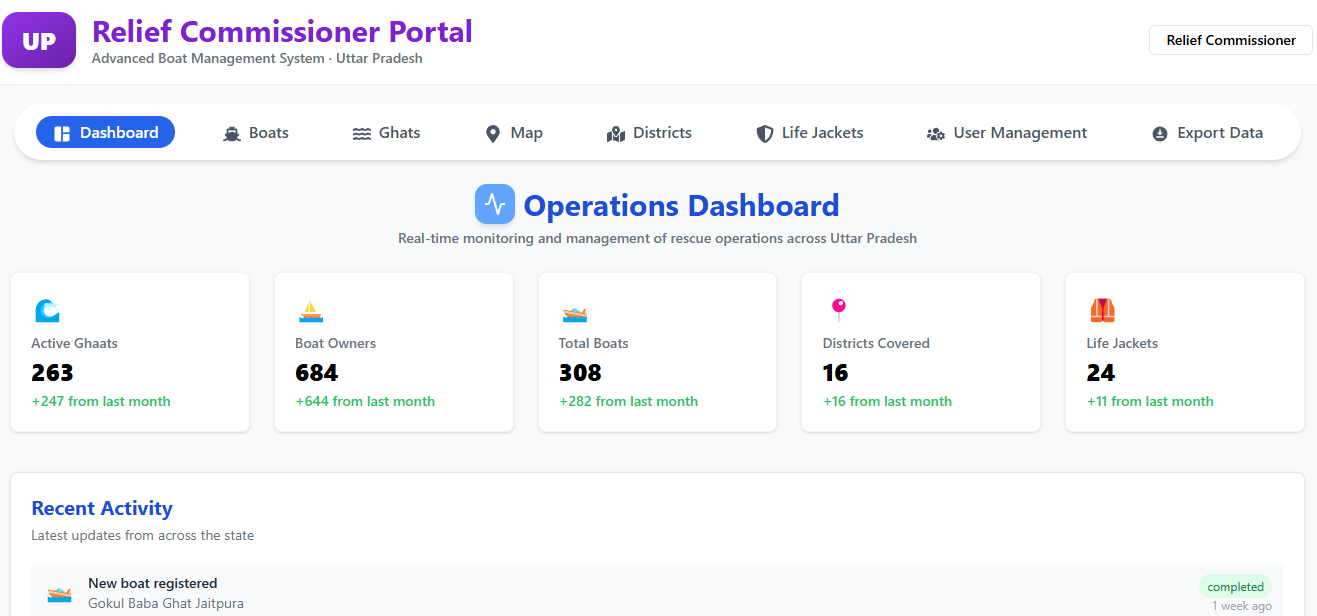 UP
Relief Commissioner Portal
Advanced Boat Management System · Uttar Pradesh
Relief Commissioner
Dashboard Boats Ghats Map Districts Life Jackets User Management Export Data
Operations Dashboard
Real-time monitoring and management of rescue operations across Uttar Pradesh
Active Ghaats
263
+247 from last month
Boat Owners
684
+644 from last month
Total Boats
308
+282 from last month
Districts Covered
16
+16 from last month
Life Jackets
24
+11 from last month
Recent Activity
Latest updates from across the state
New boat registered
Gokul Baba Ghat Jaitpura
completed
1 week ago